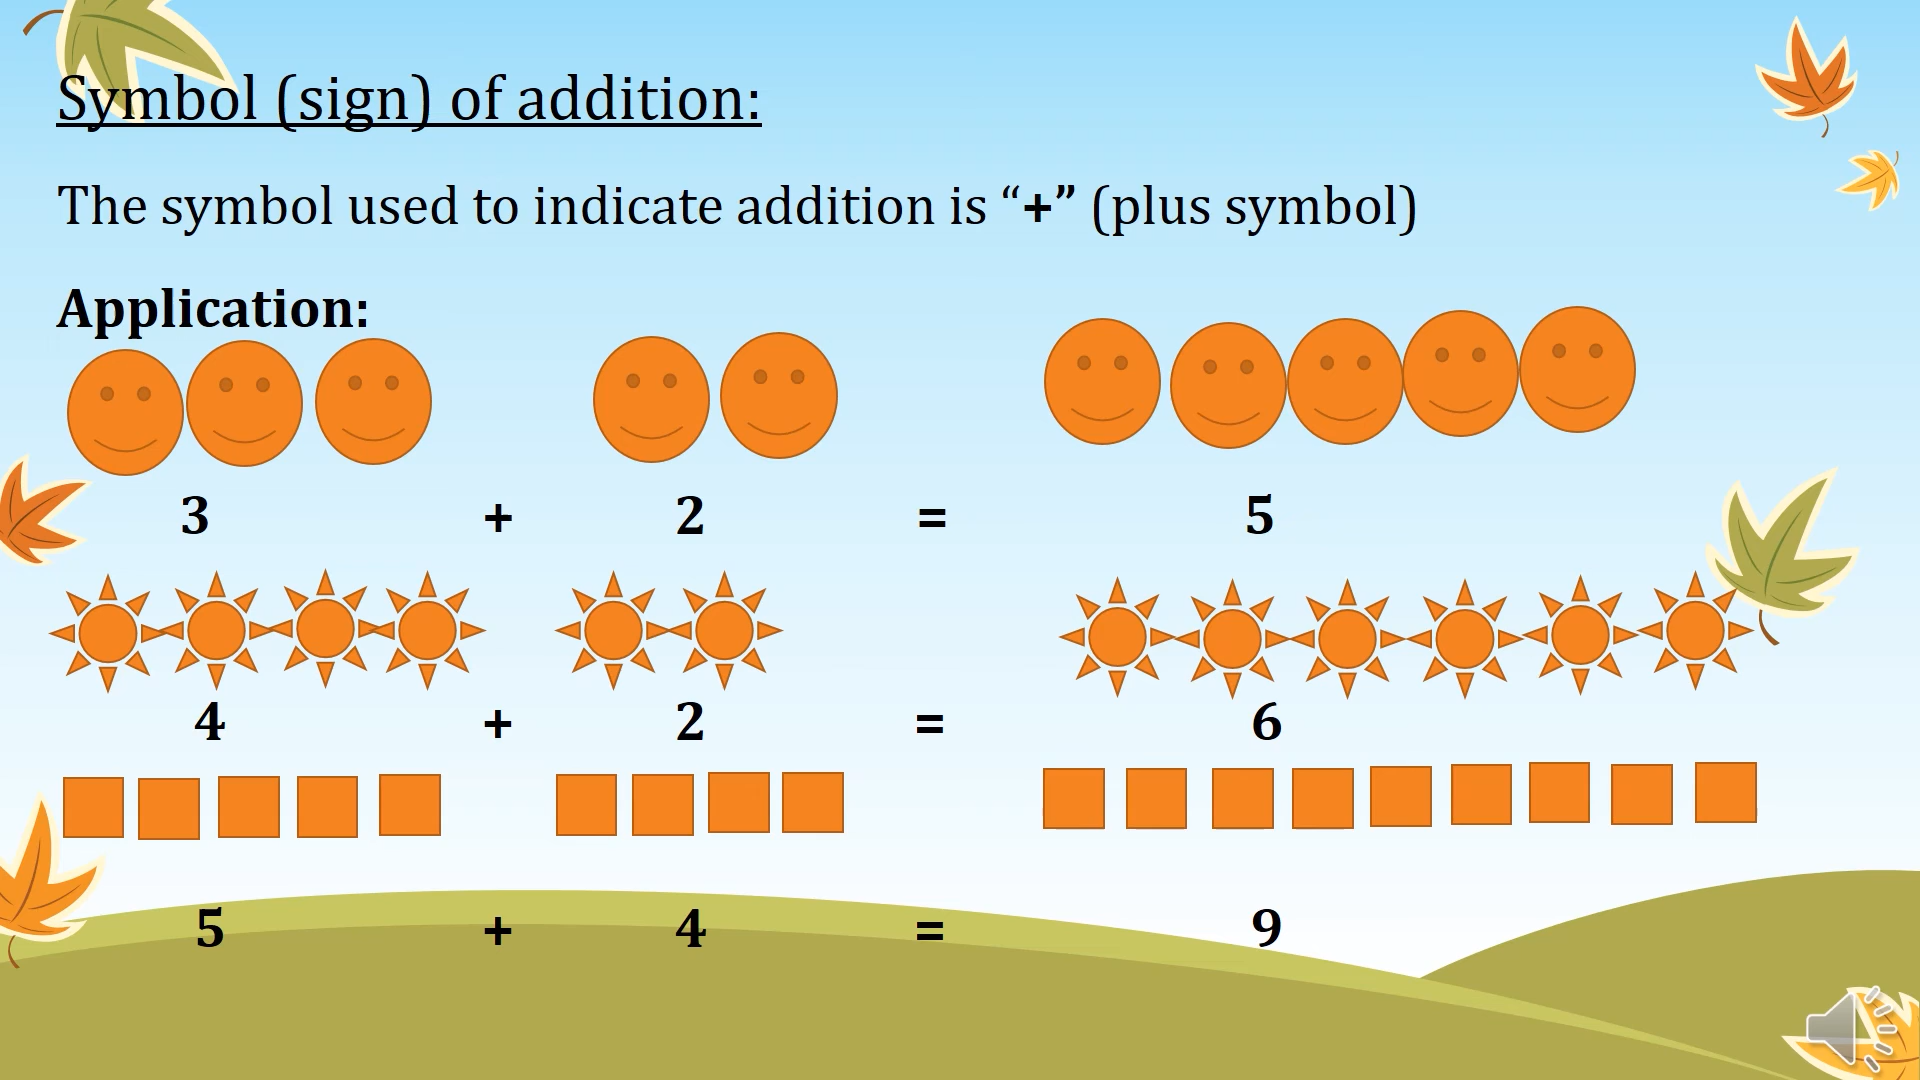 Symbol (sign) of addition:
The symbol used to indicate addition is “+” (plus symbol)
Application:
3 + 2 = 5
4 + 2 = 6
5 + 4 = 9